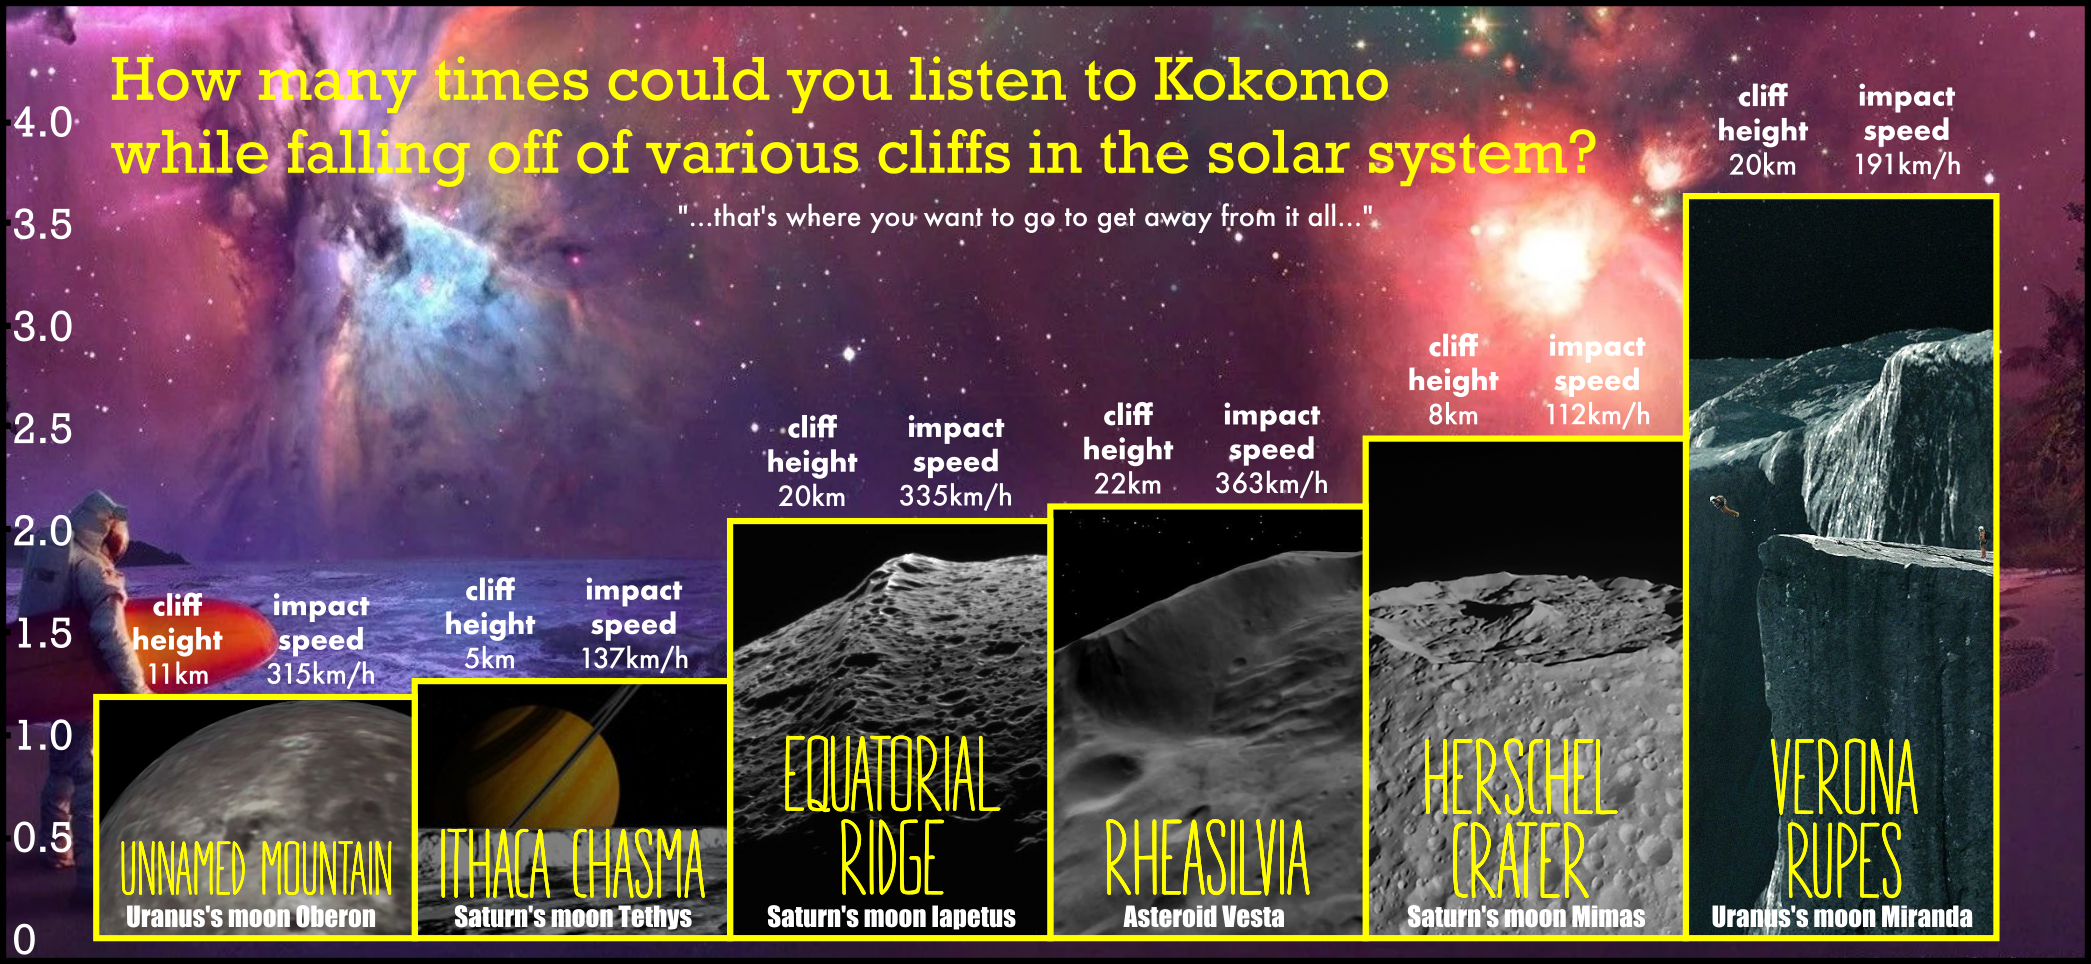 How many times could you listen to Kokomo
while falling off of various cliffs in the solar system?
"...that's where you want to go to get away from it all..."
4.0
3.5
3.0
2.5
2.0
1.5
1.0
0.5
0
cliff height 11km
impact speed 315km/h
UNNAMED MOUNTAIN
Uranus's moon Oberon
cliff height 5km
impact speed 137km/h
ITHACA CHASMA
Saturn's moon Tethys
cliff height 20km
impact speed 335km/h
EQUATORIAL
RIDGE
Saturn's moon Iapetus
cliff height 22km
impact speed 363km/h
RHEASILVIA
Asteroid Vesta
cliff height 8km
impact speed 112km/h
HERSCHEL
CRATER
Saturn's moon Mimas
cliff height 20km
impact speed 191km/h
VERONA
RUPES
Uranus's moon Miranda